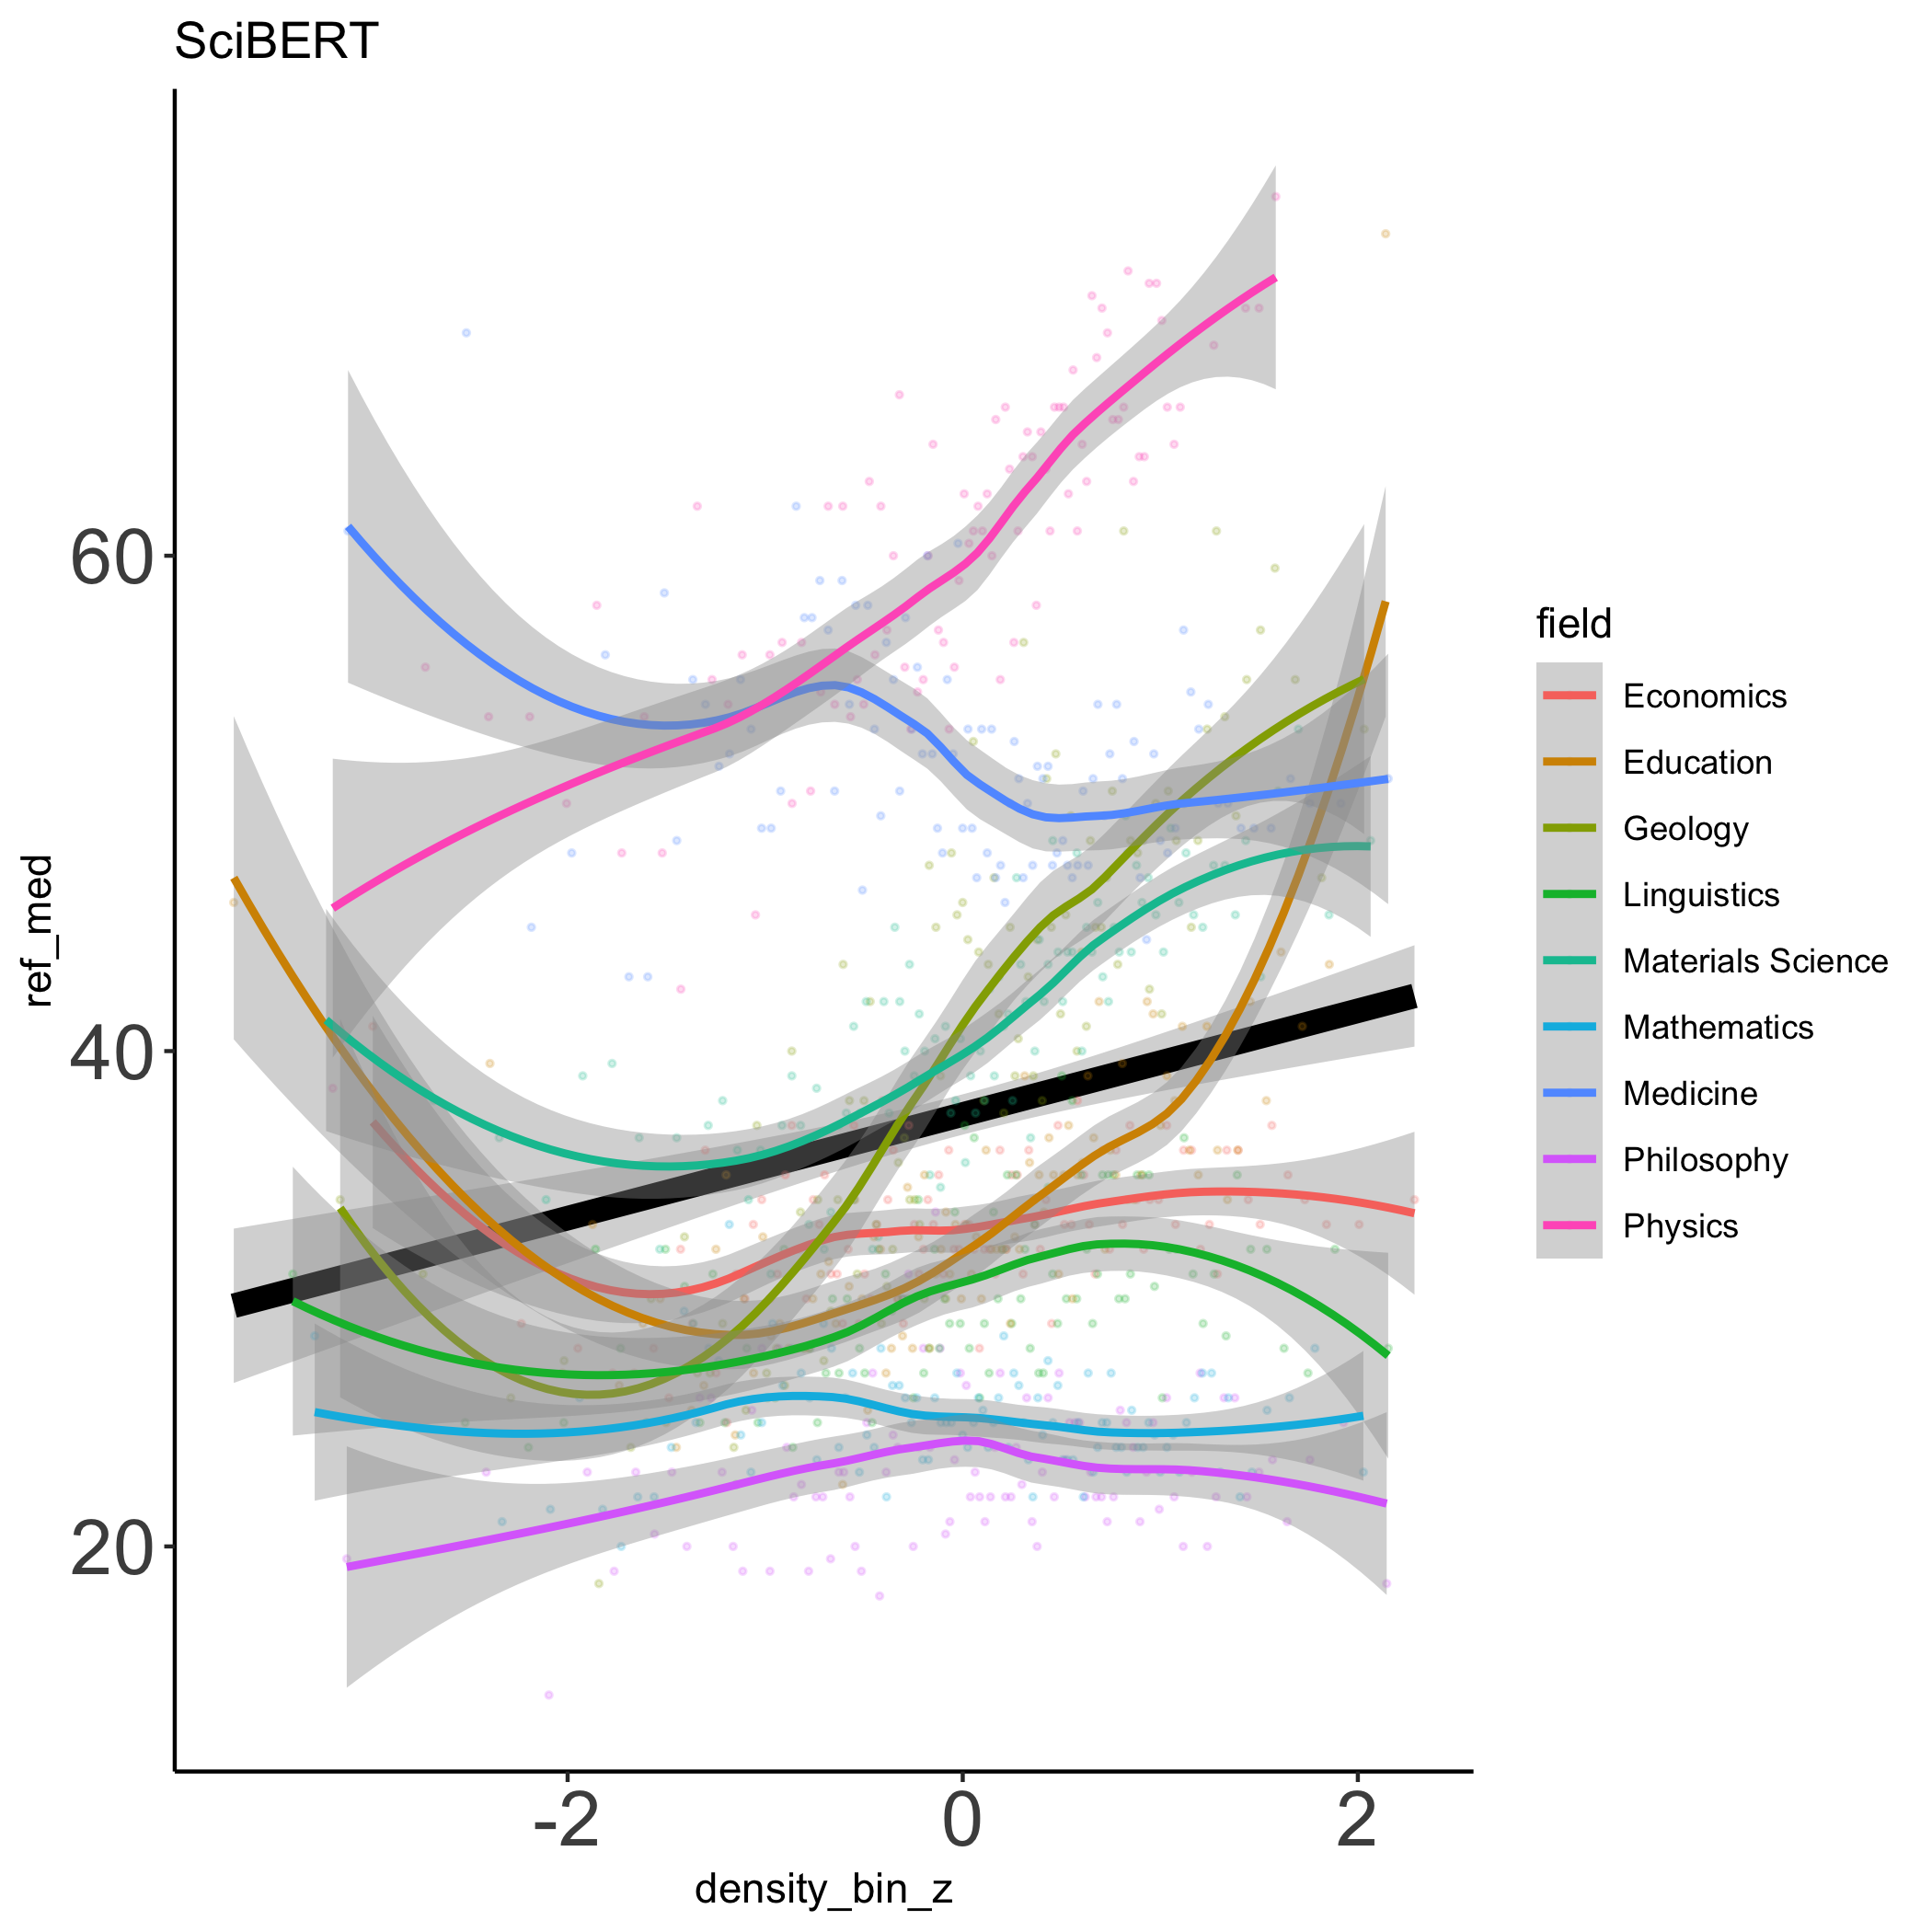 SciBERT
60
40
20
ref_med
-2
0
2
density_bin_z
field
Economics
Education
Geology
Linguistics
Materials Science
Mathematics
Medicine
Philosophy
Physics